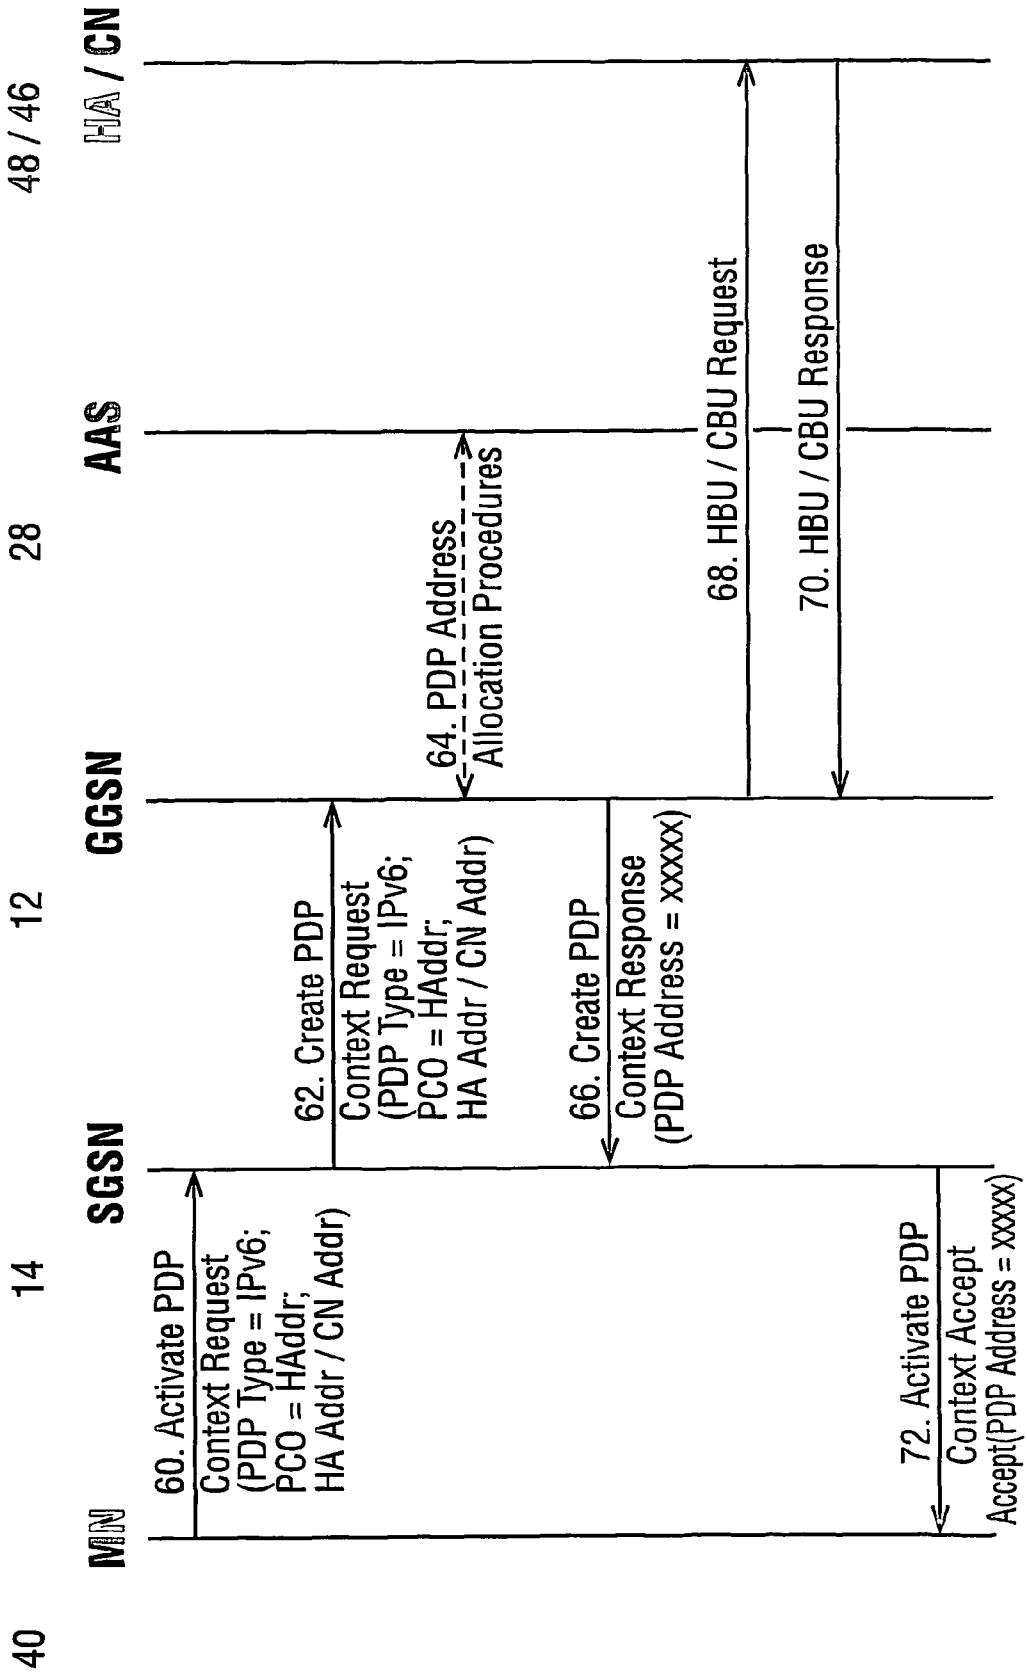 40
14
12
28
48 / 46
MN
SGSN
GGSN
AAS
HA / CN
60. Activate PDP
Context Request
(PDP Type = IPv6;
PCO = HAddr;
HA Addr / CN Addr)
62. Create PDP
Context Request
(PDP Type = IPv6;
PCO = HAddr;
HA Addr / CN Addr)
64. PDP Address
Allocation Procedures
66. Create PDP
Context Response
(PDP Address = xxxxx)
68. HBU / CBU Request
70. HBU / CBU Response
72. Activate PDP
Context Accept
Accept(PDP Address = xxxxx)